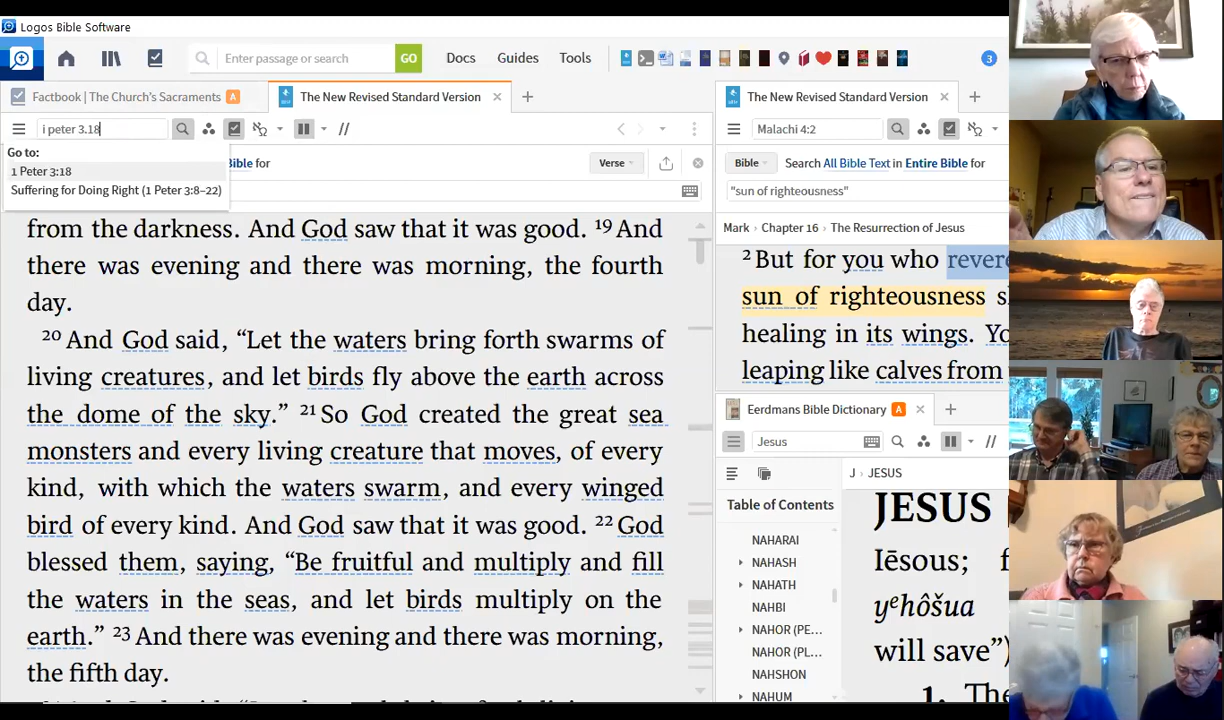 Logos Bible Software
Enter passage or search
GO
Docs
Guides
Tools
3
Factbook | The Church's Sacraments A
The New Revised Standard Version
i peter 3.18
Go to:
1 Peter 3:18
Suffering for Doing Right (1 Peter 3:8–22)
Bible for
Verse
from the darkness. And God saw that it was good. 19 And
there was evening and there was morning, the fourth
day.
20 And God said, “Let the waters bring forth swarms of
living creatures, and let birds fly above the earth across
the dome of the sky.” 21 So God created the great sea
monsters and every living creature that moves, of every
kind, with which the waters swarm, and every winged
bird of every kind. And God saw that it was good. 22 God
blessed them, saying, “Be fruitful and multiply and fill
the waters in the seas, and let birds multiply on the
earth.” 23 And there was evening and there was morning,
the fifth day.
The New Revised Standard Version
Malachi 4:2
Bible
Search All Bible Text in Entire Bible for
"sun of righteousness"
Mark › Chapter 16 › The Resurrection of Jesus
2 But for you who revere
sun of righteousness s
healing in its wings. Yo
leaping like calves from
Eerdmans Bible Dictionary A
Jesus
J › JESUS
Table of Contents
NAHARAI
NAHASH
NAHATH
NAHBI
NAHOR (PE…
NAHOR (PL…
NAHSHON
NAHUM
JESUS
Iēsous; f
yᵉhôšua
will save”)
1. The